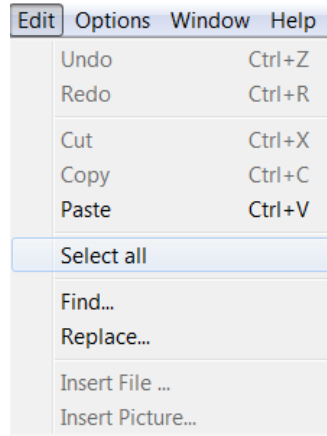 Edit Options Window Help
Undo Ctrl+Z
Redo Ctrl+R
Cut Ctrl+X
Copy Ctrl+C
Paste Ctrl+V
Select all
Find...
Replace...
Insert File ...
Insert Picture...